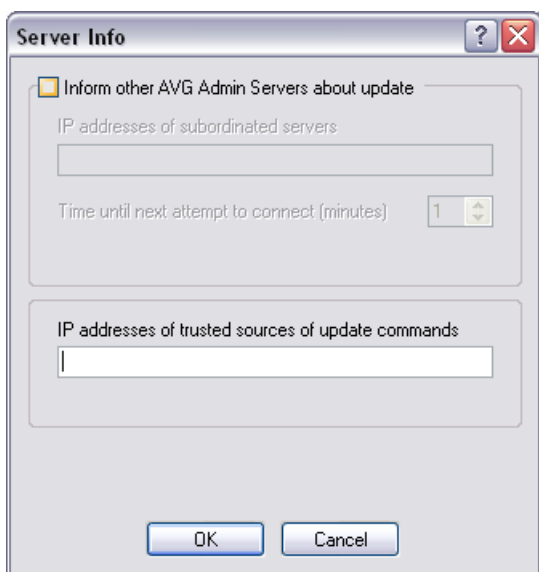 Server Info
?
Inform other AVG Admin Servers about update
IP addresses of subordinated servers
Time until next attempt to connect (minutes)
1
IP addresses of trusted sources of update commands
OK
Cancel